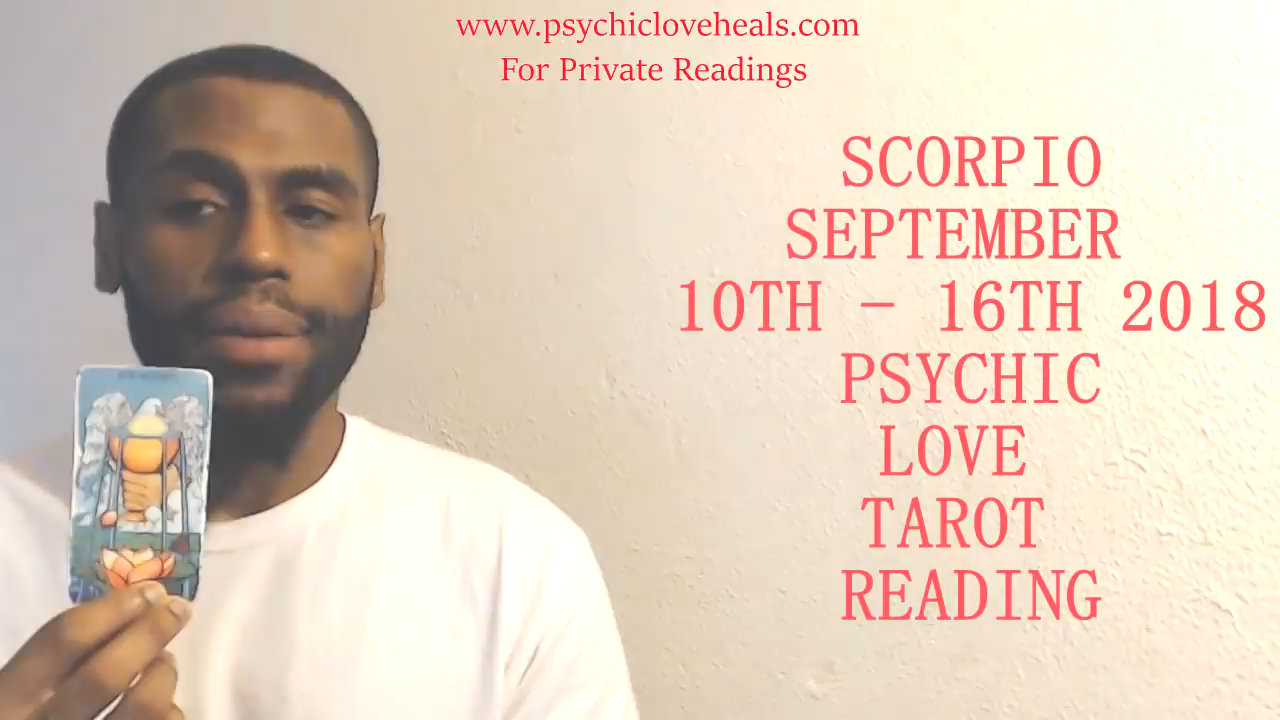 www.psychicloveheals.com
For Private Readings
SCORPIO
SEPTEMBER
10TH - 16TH 2018
PSYCHIC
LOVE
TAROT
READING